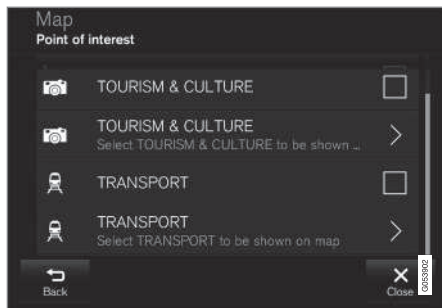 Map
Point of interest
TOURISM & CULTURE
TOURISM & CULTURE
Select TOURISM & CULTURE to be shown ...
TRANSPORT
TRANSPORT
Select TRANSPORT to be shown on map
Back
Close
G053902